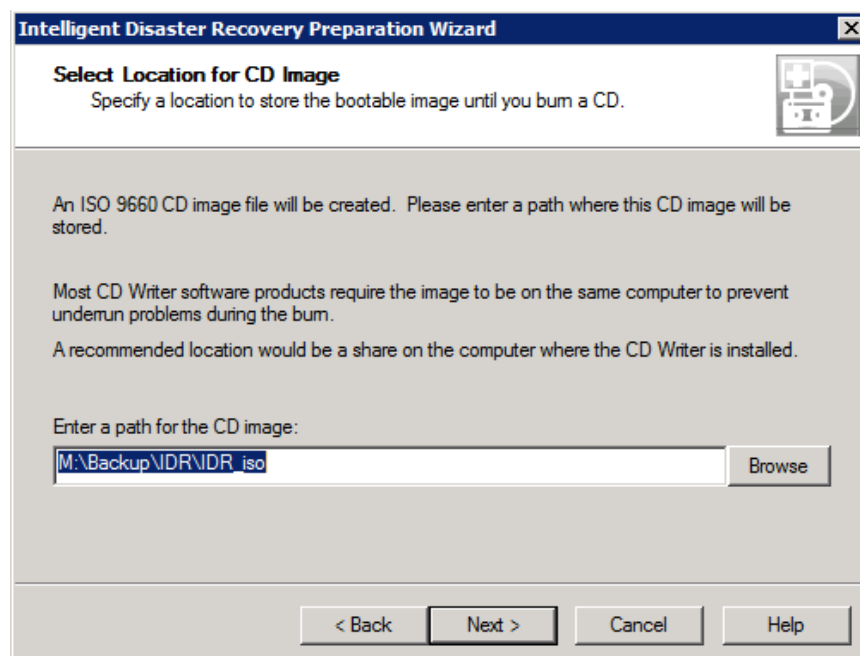 Intelligent Disaster Recovery Preparation Wizard
Select Location for CD Image
Specify a location to store the bootable image until you burn a CD.
An ISO 9660 CD image file will be created.  Please enter a path where this CD image will be
stored.
Most CD Writer software products require the image to be on the same computer to prevent
underrun problems during the burn.
A recommended location would be a share on the computer where the CD Writer is installed.
Enter a path for the CD image:
M:\Backup\IDR\IDR_iso
Browse
< Back
Next >
Cancel
Help